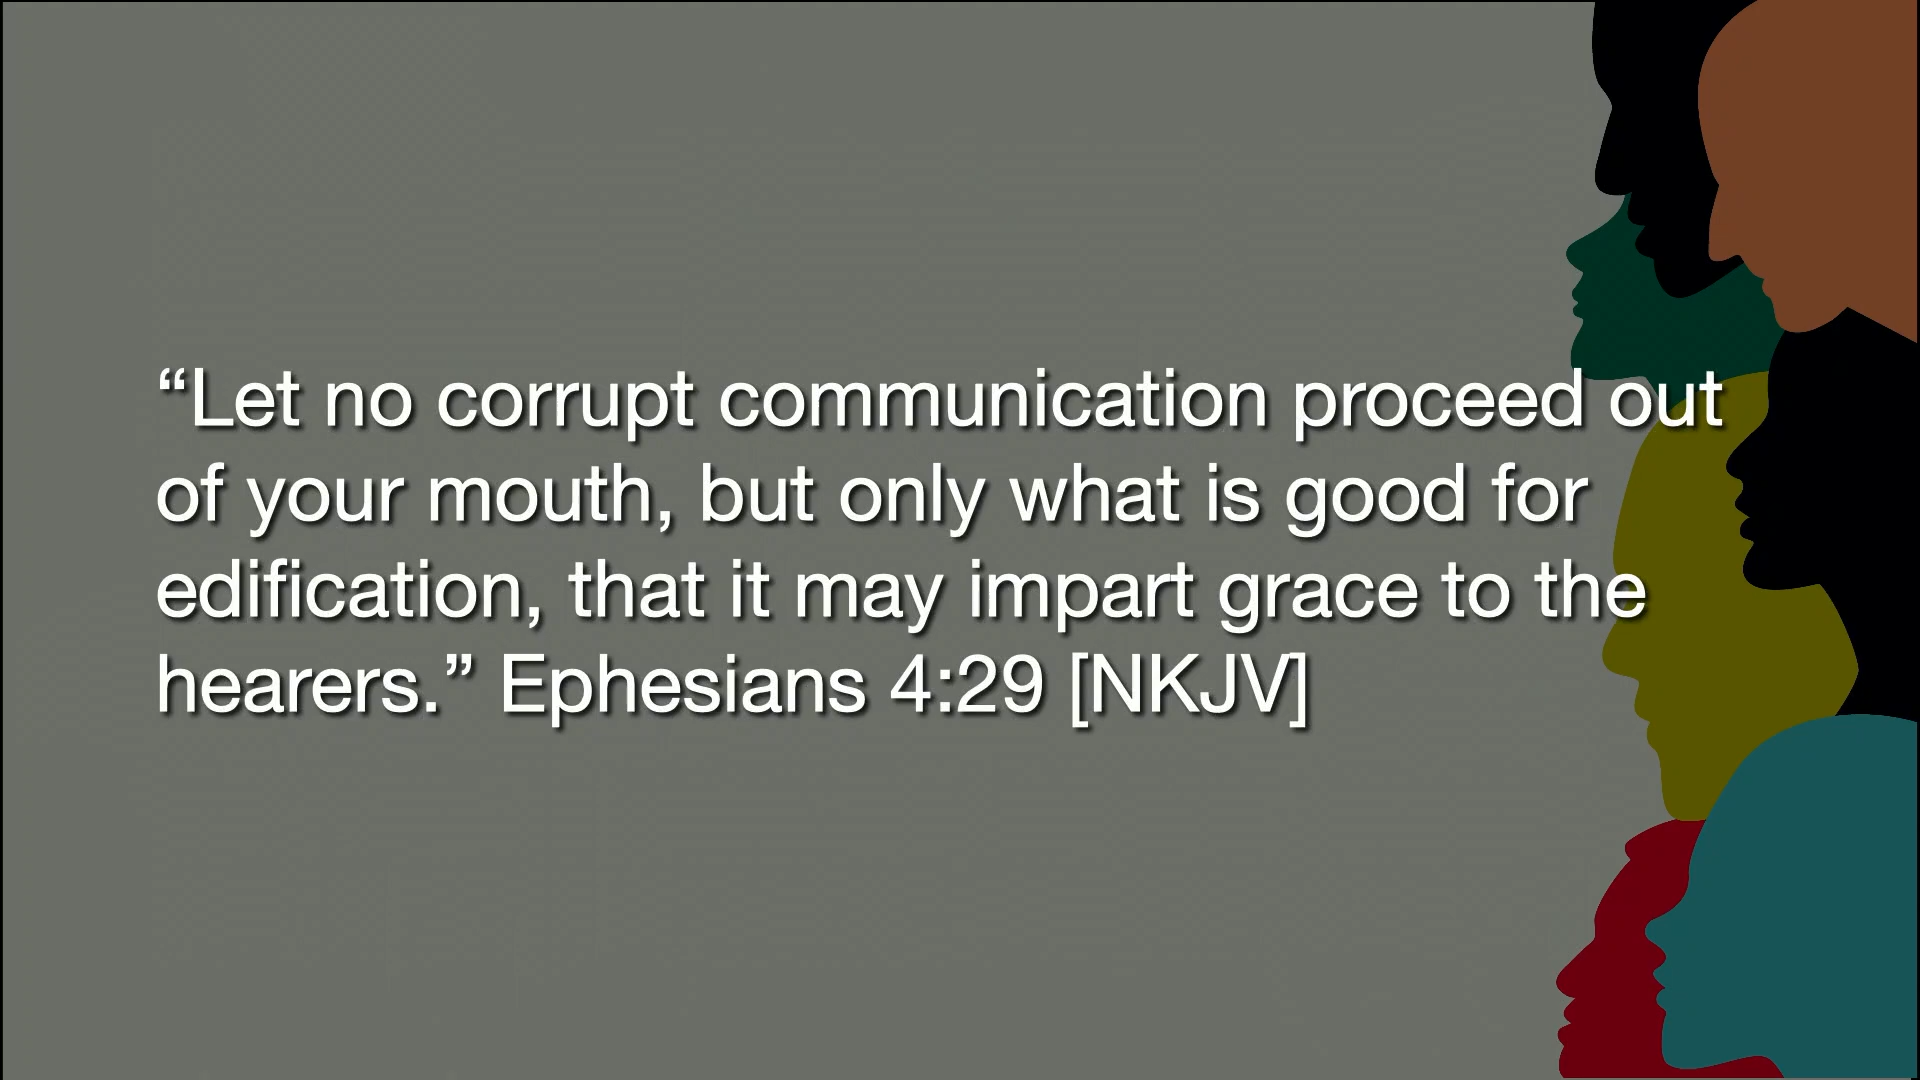 “Let no corrupt communication proceed out
of your mouth, but only what is good for
edification, that it may impart grace to the
hearers.” Ephesians 4:29 [NKJV]